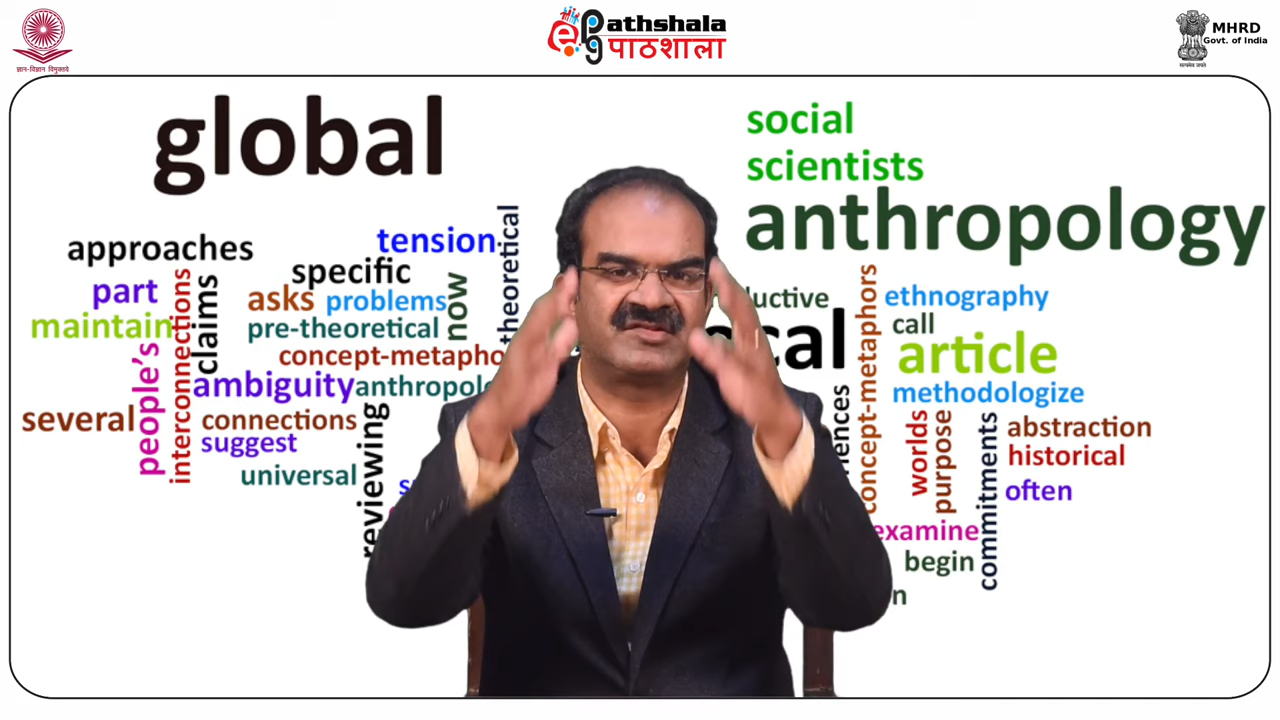 ज्ञान-विज्ञान विमुक्तये
epg Pathshala
पाठशाला
सत्यमेव जयते
MHRD
Govt. of India
global
social
scientists
anthropology
approaches
tension
theoretical
specific
part
interconnections
claims
asks
problems
now
maintain
pre-theoretical
people's
ambiguity
several
connections
suggest
universal
reviewing
concept-metaphors
ethnography
call
article
methodologize
worlds
purpose
commitments
abstraction
historical
often
examine
begin